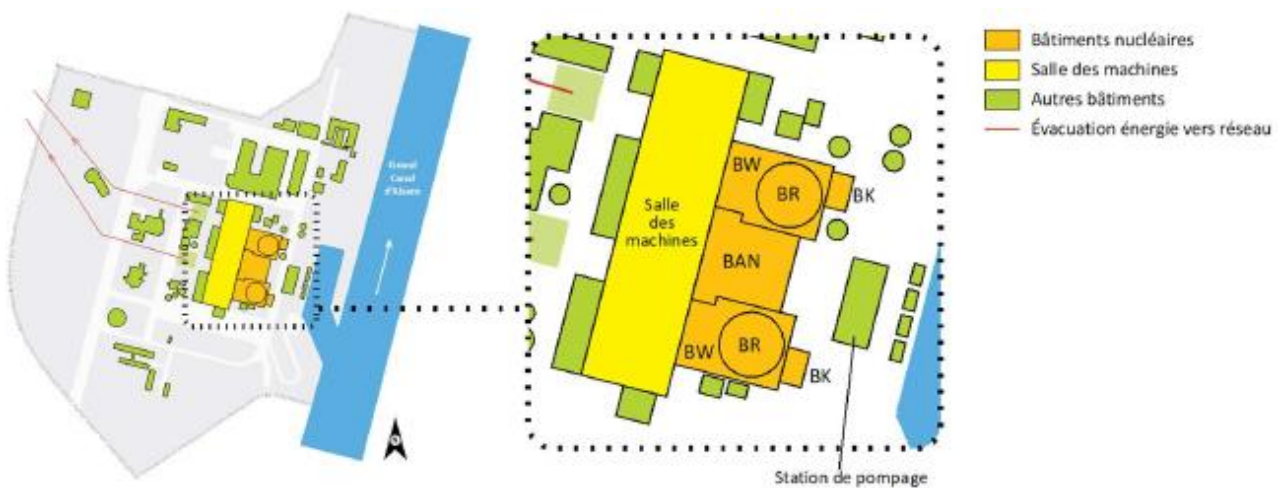 Grand
Canal
d'Alsace
BW
BR
BK
Salle
des
machines
BAN
BW
BR
BK
Station de pompage
Bâtiments nucléaires
Salle des machines
Autres bâtiments
Évacuation énergie vers réseau